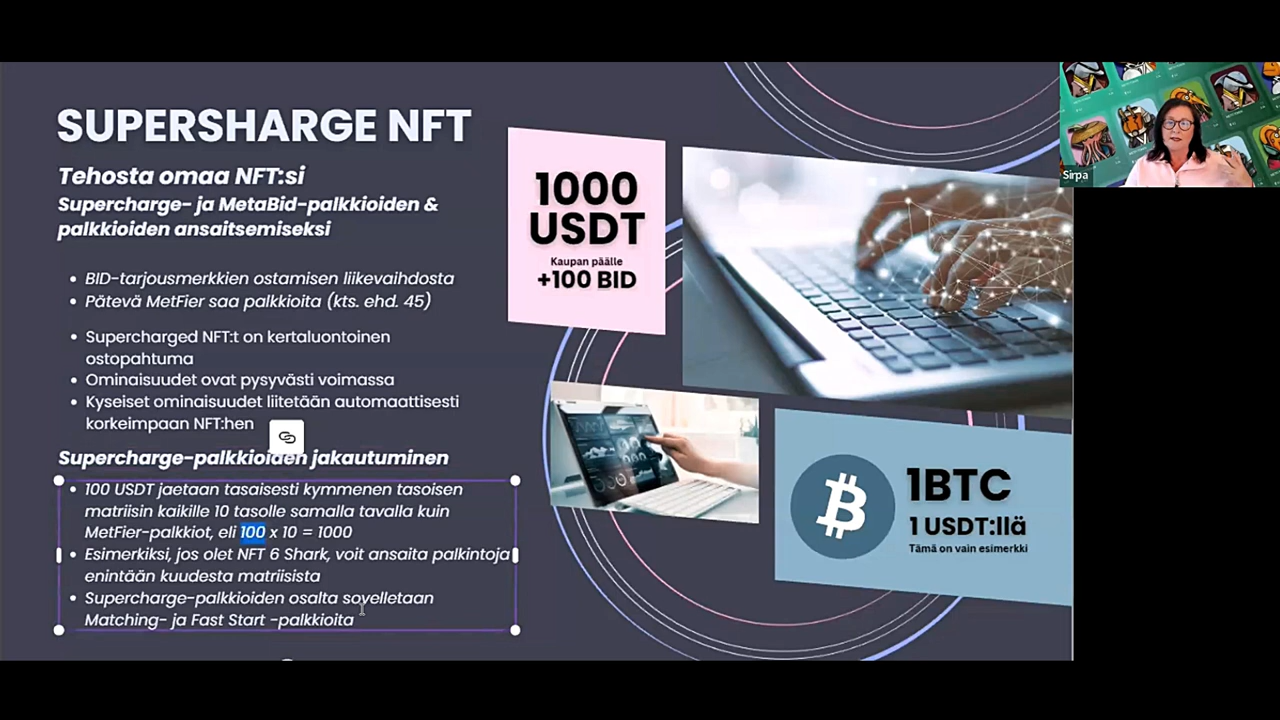 SUPERSHARGE NFT
Tehosta omaa NFT:si
Supercharge- ja MetaBid-palkkioiden &
palkkioiden ansaitsemiseksi
BID-tarjousmerkkien ostamisen liikevaihdosta
Pätevä MetFier saa palkkioita (kts. ehd. 45)
Supercharged NFT:t on kertaluontoinen
ostopahtuma
Ominaisuudet ovat pysyvästi voimassa
Kyseiset ominaisuudet liitetään automaattisesti
korkeimpaan NFT:hen
Supercharge-palkkioiden jakautuminen
100 USDT jaetaan tasaisesti kymmenen tasoisen
matriisin kaikille 10 tasolle samalla tavalla kuin
MetFier-palkkiot, eli 100 x 10 = 1000
Esimerkiksi, jos olet NFT 6 Shark, voit ansaita palkintoja
enintään kuudesta matriisista
Supercharge-palkkioiden osalta sovelletaan
Matching- ja Fast Start -palkkioita
1000
USDT
Kaupan päälle
+100 BID
1BTC
1 USDT:llä
Tämä on vain esimerkki
Sirpa